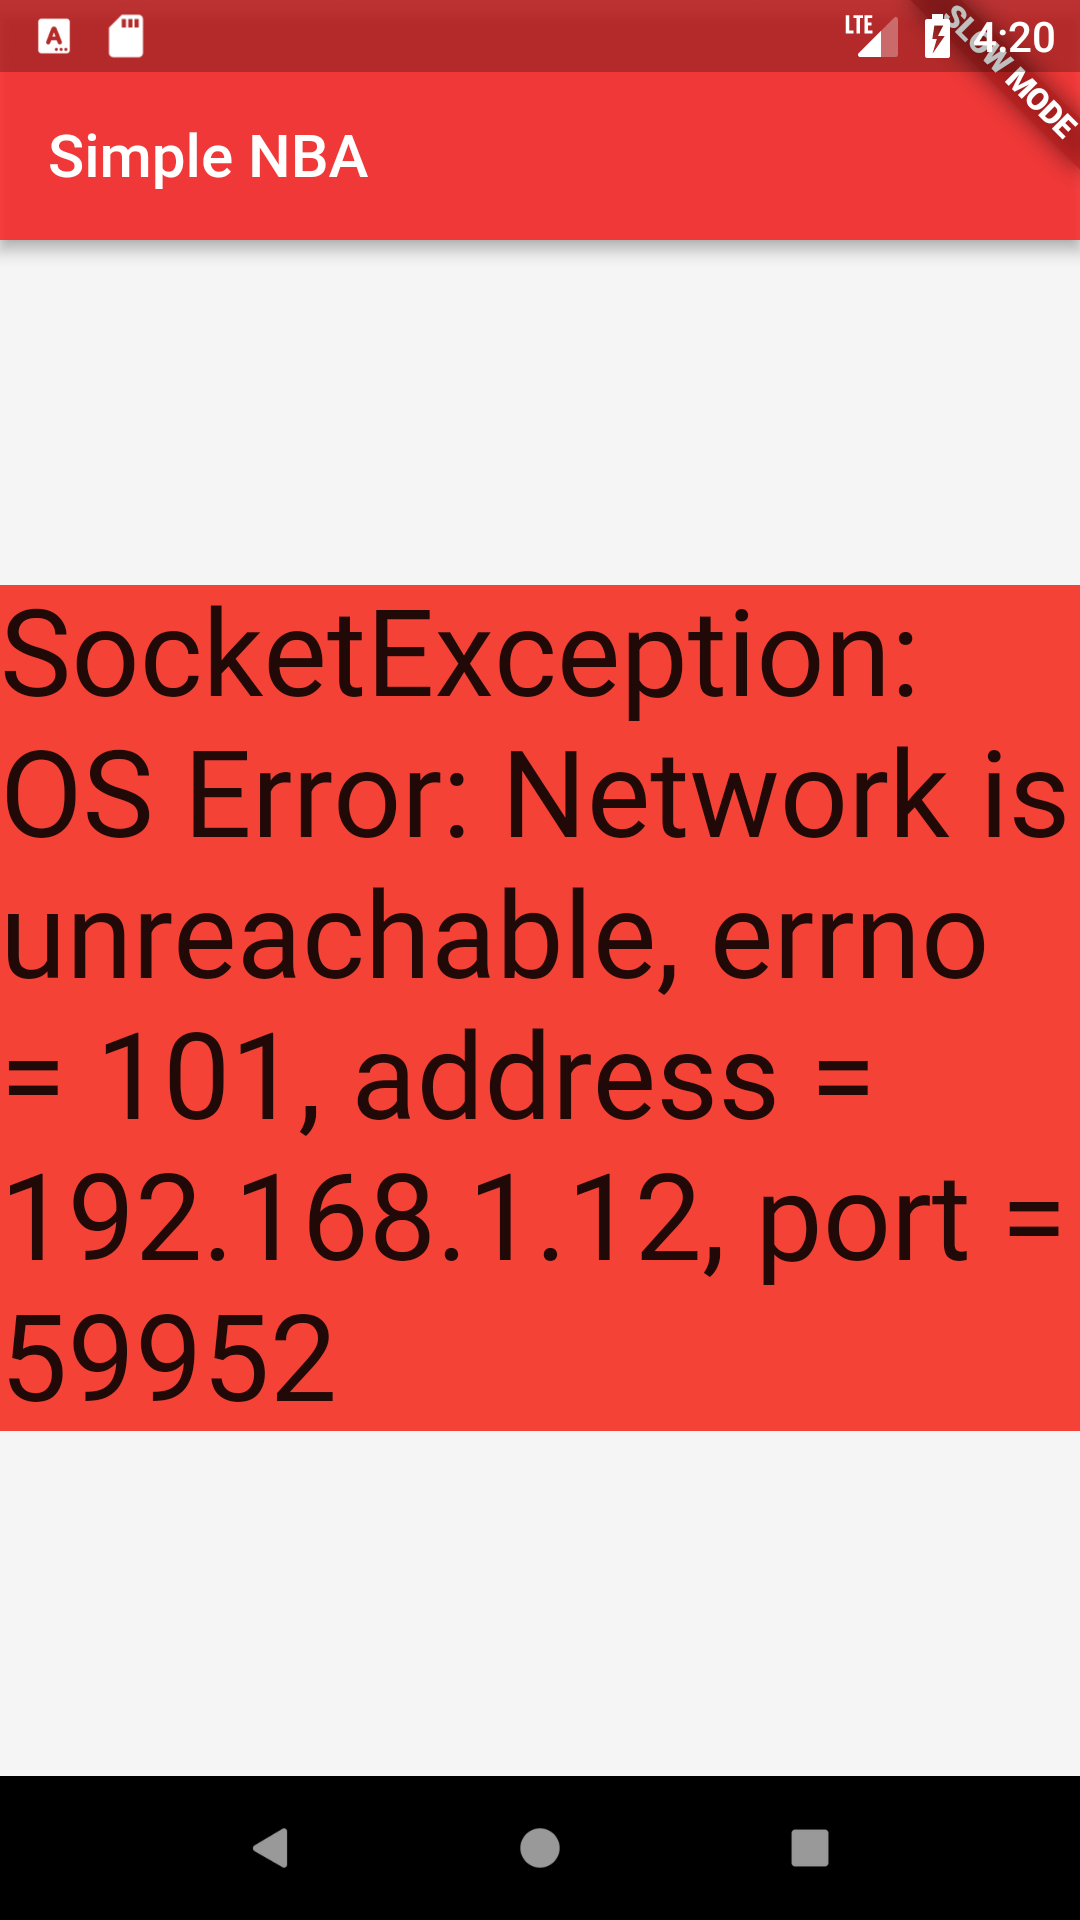 LTE
4:20
SLOW MODE
Simple NBA
SocketException:
OS Error: Network is
unreachable, errno
= 101, address =
192.168.1.12, port =
59952